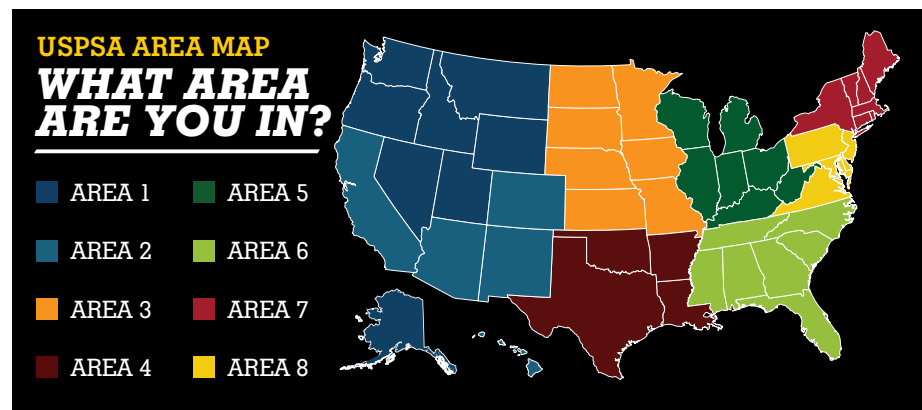 USPSA AREA MAP
WHAT AREA
ARE YOU IN?
AREA 1
AREA 2
AREA 3
AREA 4
AREA 5
AREA 6
AREA 7
AREA 8